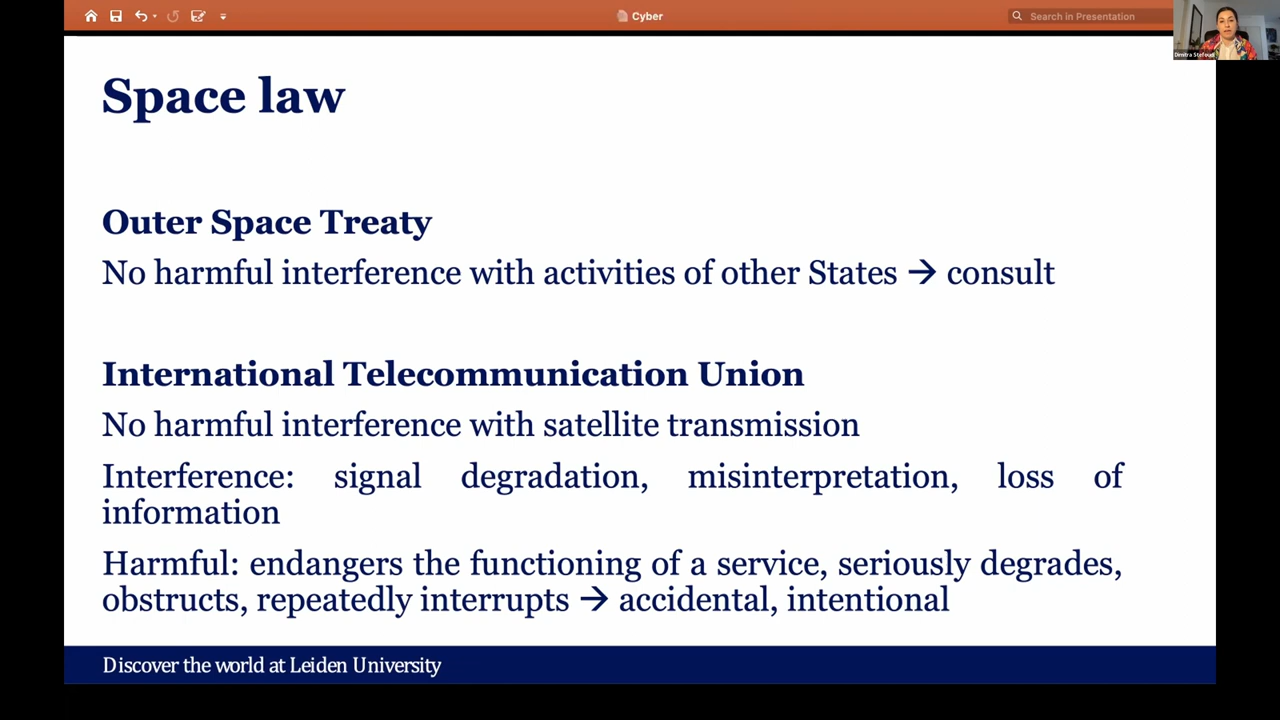 Cyber
Search in Presentation
Dimitra Stefoudi
Space law
Outer Space Treaty
No harmful interference with activities of other States → consult
International Telecommunication Union
No harmful interference with satellite transmission
Interference: signal degradation, misinterpretation, loss of
information
Harmful: endangers the functioning of a service, seriously degrades,
obstructs, repeatedly interrupts → accidental, intentional
Discover the world at Leiden University